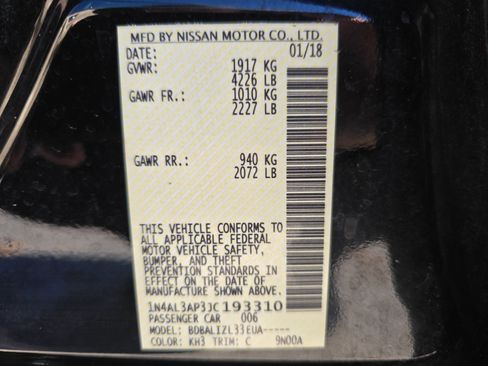 MFD BY NISSAN MOTOR CO., LTD.
DATE: 01/18
GVWR: 1917 KG
4226 LB
GAWR FR.: 1010 KG
2227 LB
GAWR RR.: 940 KG
2072 LB
THIS VEHICLE CONFORMS TO
ALL APPLICABLE FEDERAL
MOTOR VEHICLE SAFETY,
BUMPER, AND THEFT
PREVENTION STANDARDS IN
EFFECT ON THE DATE OF
MANUFACTURE SHOWN ABOVE.
1N4AL3AP3JC193310
PASSENGER CAR 006
MODEL: BDBALIZL33EUA-----
COLOR: KH3 TRIM: C 9N00A